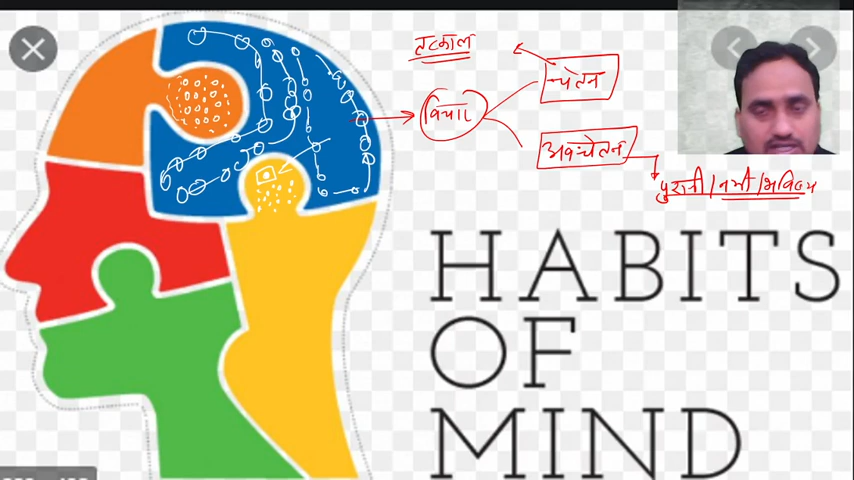 तत्काल
चेतन
विचार
अवचेतन
पुरानी / नयी / भविष्य
HABITS
OF
MIND